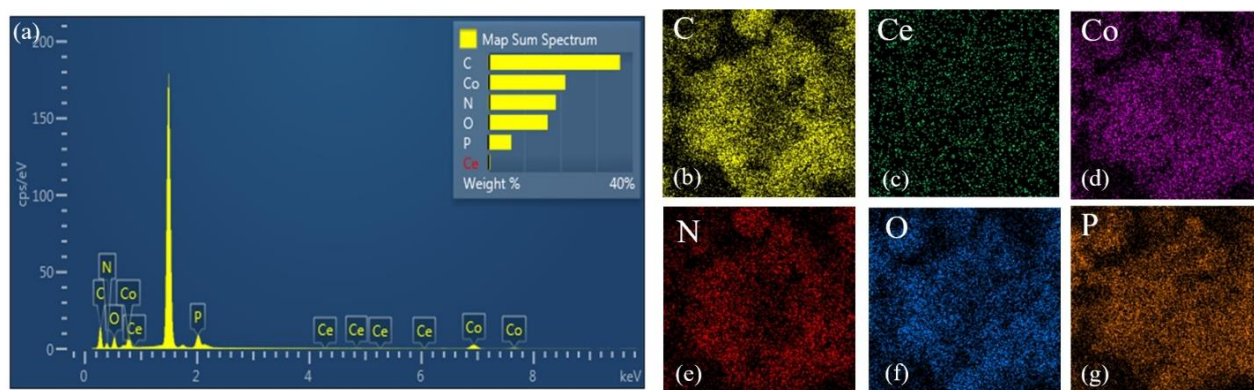 (a)
cps/eV
200
150
100
50
0
0
2
4
6
8
keV
N
C
Co
O
Ce
P
Ce
Ce
Ce
Ce
Co
Co
Map Sum Spectrum
C
Co
N
O
P
Ce
Weight %
40%
C
(b)
Ce
(c)
Co
(d)
N
(e)
O
(f)
P
(g)